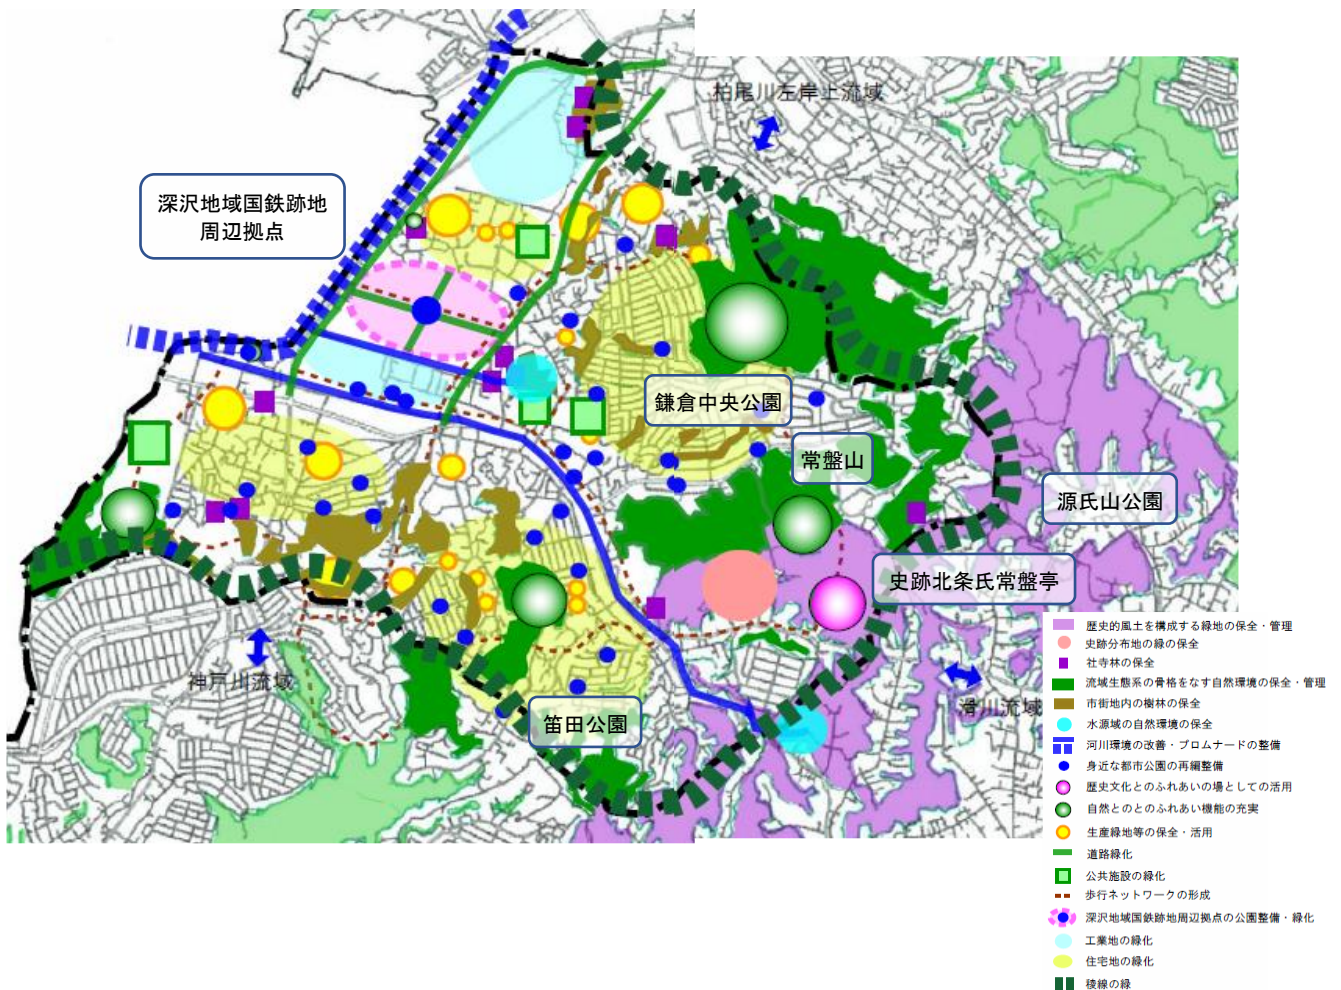 柏尾川左岸上流域
深沢地域国鉄跡地
周辺拠点
鎌倉中央公園
常盤山
源氏山公園
史跡北条氏常盤亭
神戸川流域
滑川流域
笛田公園
歴史的風土を構成する緑地の保全・管理
史跡分布地の緑の保全
社寺林の保全
流域生態系の骨格をなす自然環境の保全・管理
市街地内の樹林の保全
水源域の自然環境の保全
河川環境の改善・プロムナードの整備
身近な都市公園の再編整備
歴史文化とのふれあいの場としての活用
自然とのとのふれあい機能の充実
生産緑地等の保全・活用
道路緑化
公共施設の緑化
歩行ネットワークの形成
深沢地域国鉄跡地周辺拠点の公園整備・緑化
工業地の緑化
住宅地の緑化
稜線の緑